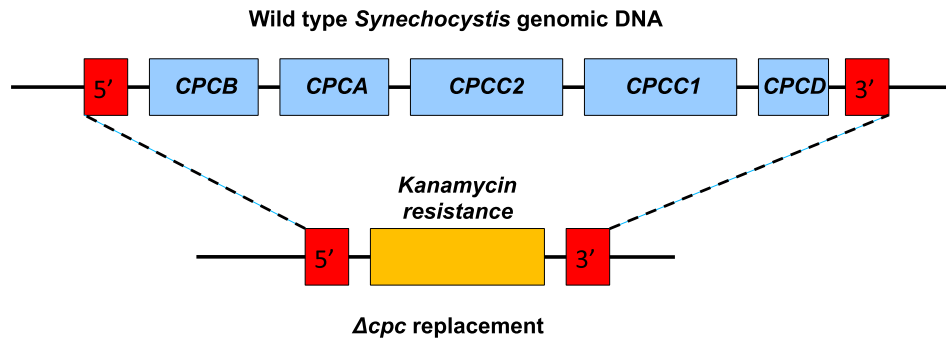 Wild type Synechocystis genomic DNA
5’ CPCB CPCA CPCC2 CPCC1 CPCD 3’
Kanamycin
resistance
5’ 3’
Δcpc replacement